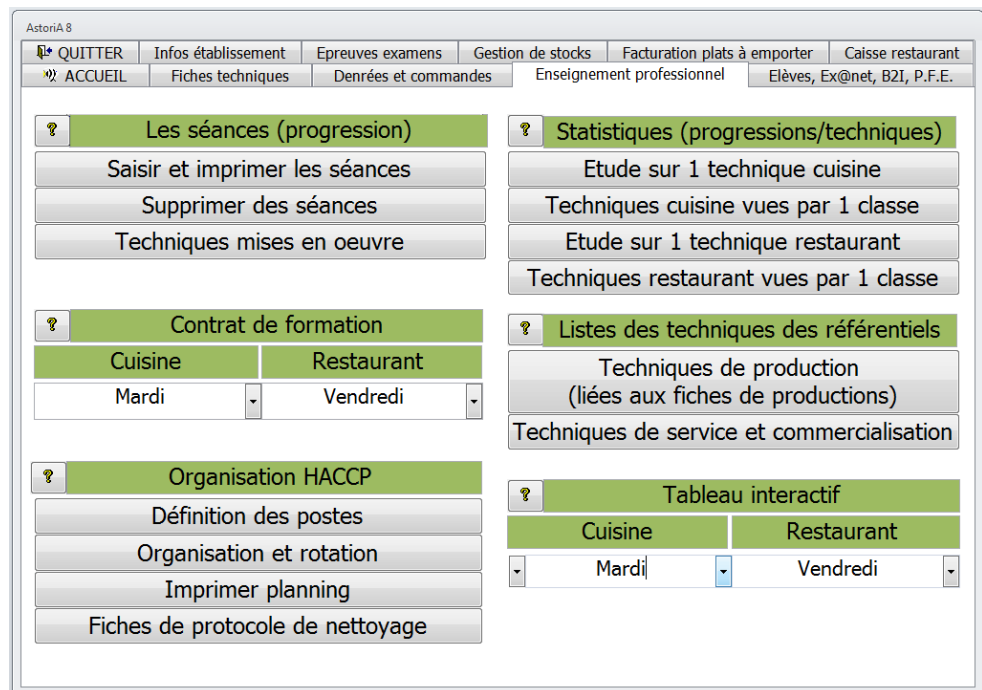 AstoriA 8
QUITTER
Infos établissement
Epreuves examens
Gestion de stocks
Facturation plats à emporter
Caisse restaurant
ACCUEIL
Fiches techniques
Denrées et commandes
Enseignement professionnel
Elèves, Ex@net, B2I, P.F.E.
? Les séances (progression)
Saisir et imprimer les séances
Supprimer des séances
Techniques mises en oeuvre
? Contrat de formation
Cuisine Restaurant
Mardi Vendredi
? Organisation HACCP
Définition des postes
Organisation et rotation
Imprimer planning
Fiches de protocole de nettoyage
? Statistiques (progressions/techniques)
Etude sur 1 technique cuisine
Techniques cuisine vues par 1 classe
Etude sur 1 technique restaurant
Techniques restaurant vues par 1 classe
? Listes des techniques des référentiels
Techniques de production
(liées aux fiches de productions)
Techniques de service et commercialisation
? Tableau interactif
Cuisine Restaurant
Mardi Vendredi